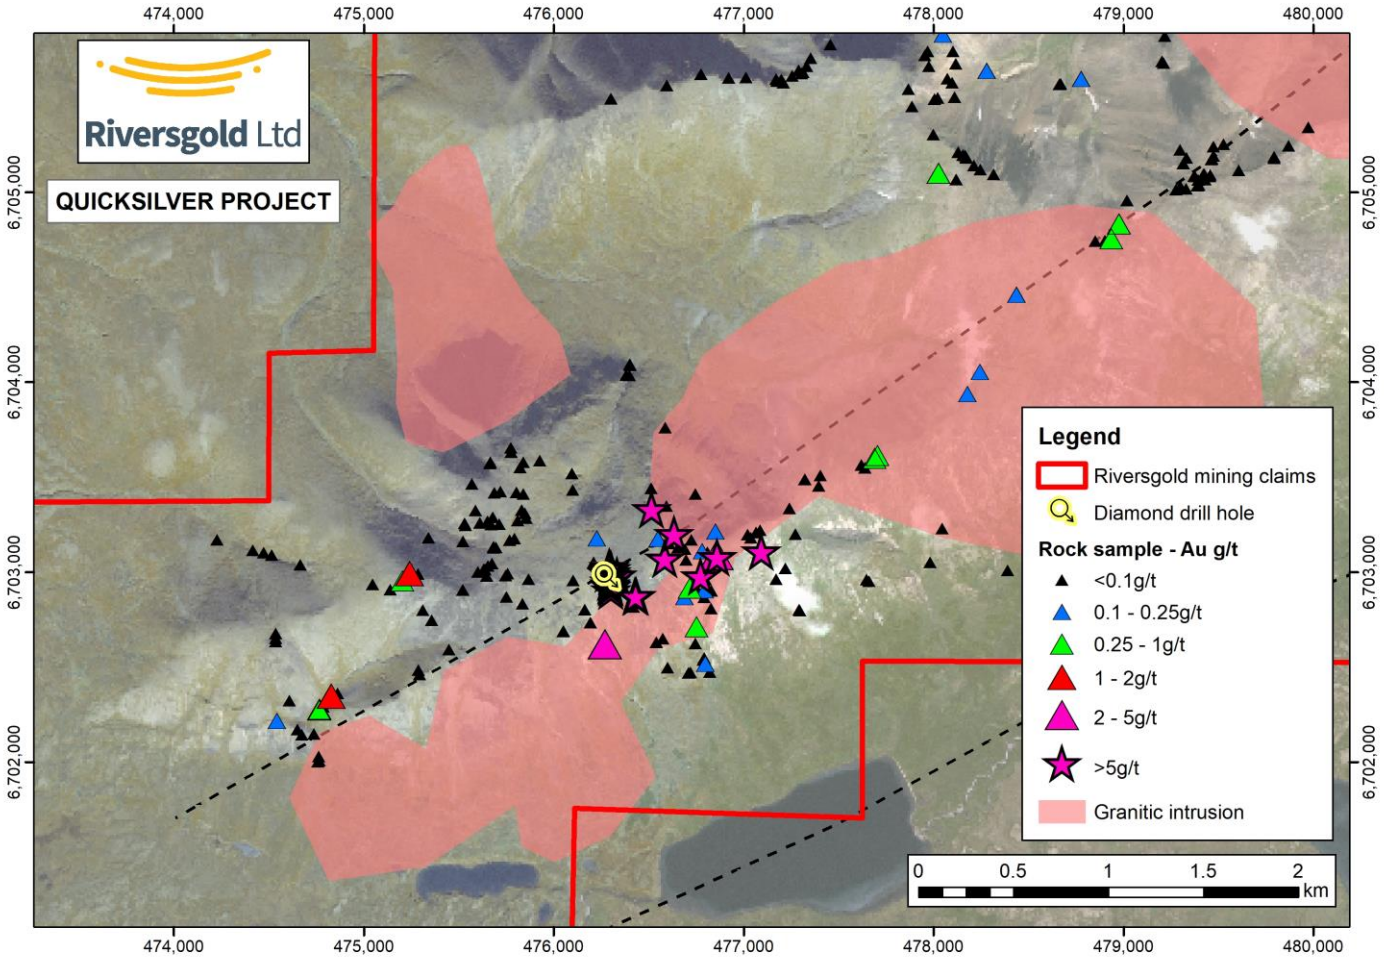 474,000 475,000 476,000 477,000 478,000 479,000 480,000
Riversgold Ltd
QUICKSILVER PROJECT
6,705,000
6,704,000
6,703,000
6,702,000
6,705,000
6,704,000
6,703,000
6,702,000
Legend
Riversgold mining claims
Diamond drill hole
Rock sample - Au g/t
<0.1g/t
0.1 - 0.25g/t
0.25 - 1g/t
1 - 2g/t
2 - 5g/t
>5g/t
Granitic intrusion
0 0.5 1 1.5 2
km
474,000 475,000 476,000 477,000 478,000 479,000 480,000